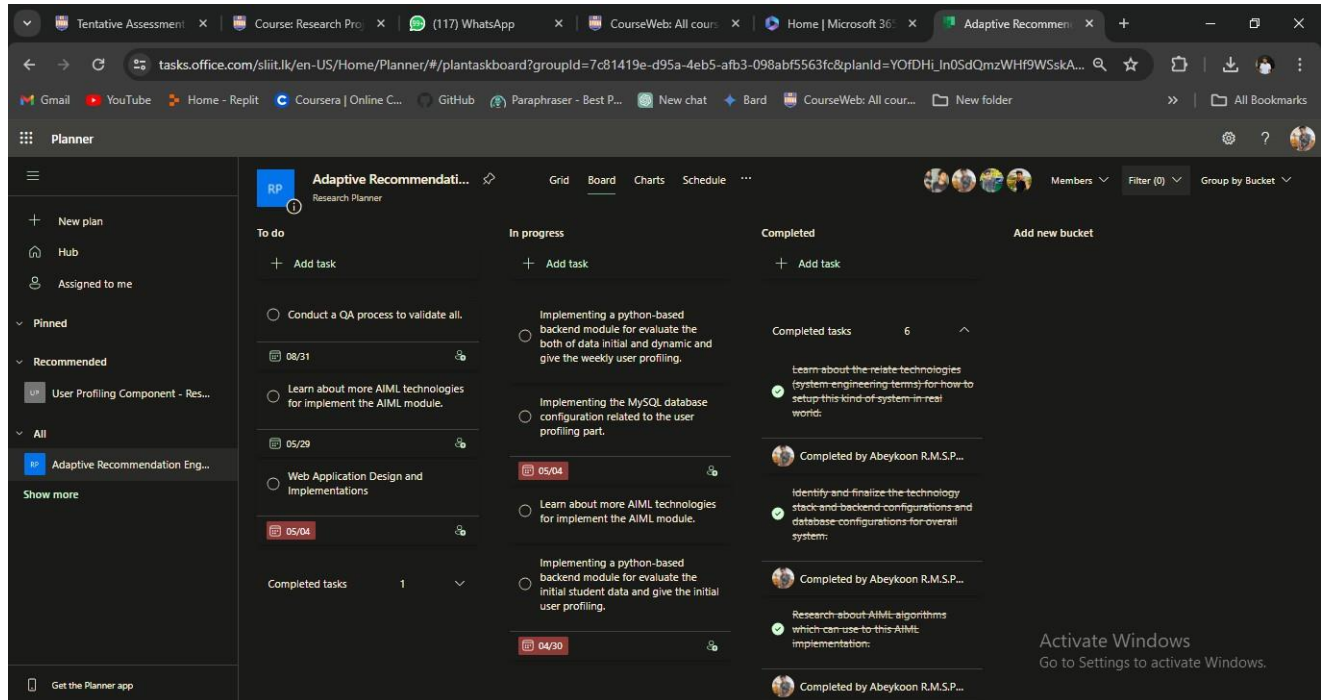 Tentative Assessment
Course: Research Pro
(117) WhatsApp
CourseWeb: All cours
Home | Microsoft 365
Adaptive Recommen
tasks.office.com/sliit.lk/en-US/Home/Planner/#/plantaskboard?groupId=7c81419e-d95a-4eb5-afb3-098abf5563fc&planId=YOfDHi_In0SdQmzWHf9WSskA...
Gmail
YouTube
Home - Replit
Coursera | Online C...
GitHub
Paraphraser - Best P...
New chat
Bard
CourseWeb: All cour...
New folder
»
All Bookmarks
Planner
?
New plan
Hub
Assigned to me
Pinned
Recommended
UP
User Profiling Component - Res...
All
RP
Adaptive Recommendation Eng...
Show more
Get the Planner app
RP
Adaptive Recommendati...
Research Planner
Grid
Board
Charts
Schedule
...
Members
Filter (0)
Group by Bucket
To do
Add task
Conduct a QA process to validate all.
08/31
Learn about more AIML technologies
for implement the AIML module.
05/29
Web Application Design and
Implementations
05/04
Completed tasks 1
In progress
Add task
Implementing a python-based
backend module for evaluate the
both of data initial and dynamic and
give the weekly user profiling.
Implementing the MySQL database
configuration related to the user
profiling part.
05/04
Learn about more AIML technologies
for implement the AIML module.
Implementing a python-based
backend module for evaluate the
initial student data and give the initial
user profiling.
04/30
Completed
Add task
Completed tasks 6
Learn about the relate technologies
(system engineering terms) for how to
setup this kind of system in real
world.
Completed by Abeykoon R.M.S.P...
Identify and finalize the technology
stack and backend configurations and
database configurations for overall
system.
Completed by Abeykoon R.M.S.P...
Research about AIML algorithms
which can use to this AIML
implementation.
Completed by Abeykoon R.M.S.P...
Add new bucket
Activate Windows
Go to Settings to activate Windows.